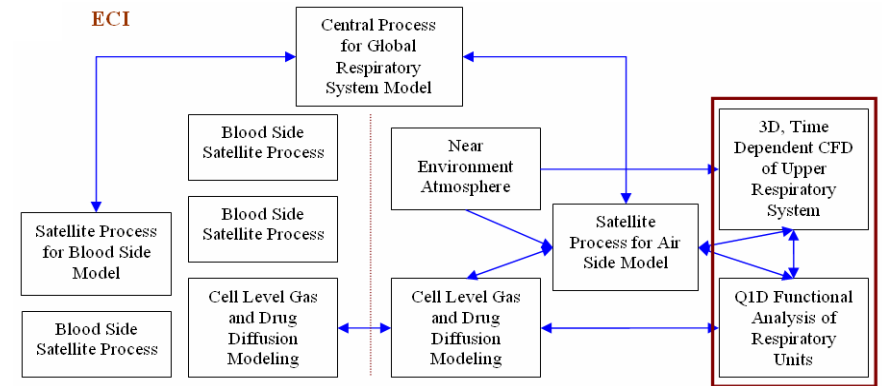 ECI
Central Process
for Global
Respiratory
System Model
Blood Side
Satellite Process
Near
Environment
Atmosphere
3D, Time
Dependent CFD
of Upper
Respiratory
System
Satellite Process
for Blood Side
Model
Blood Side
Satellite Process
Satellite
Process for Air
Side Model
Blood Side
Satellite Process
Cell Level Gas
and Drug
Diffusion
Modeling
Cell Level Gas
and Drug
Diffusion
Modeling
Q1D Functional
Analysis of
Respiratory
Units